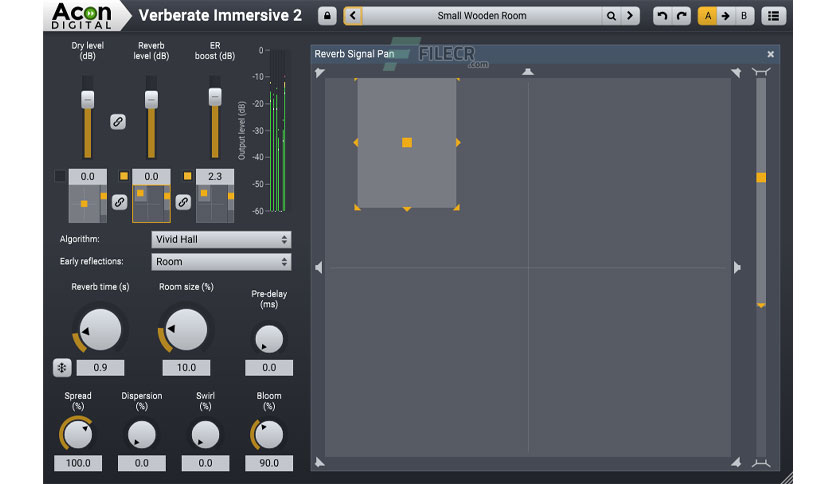 Acon
DIGITAL
Verberate Immersive 2
Small Wooden Room
A
B
Dry level
(dB)
Reverb
level (dB)
ER
boost (dB)
Output level (dB)
0
-10
-20
-30
-40
-50
-60
0.0
0.0
2.3
Algorithm:
Vivid Hall
Early reflections:
Room
Reverb time (s)
Room size (%)
Pre-delay
(ms)
0.9
10.0
0.0
Spread
(%)
Dispersion
(%)
Swirl
(%)
Bloom
(%)
100.0
0.0
0.0
90.0
Reverb Signal Pan
FILECR
.com